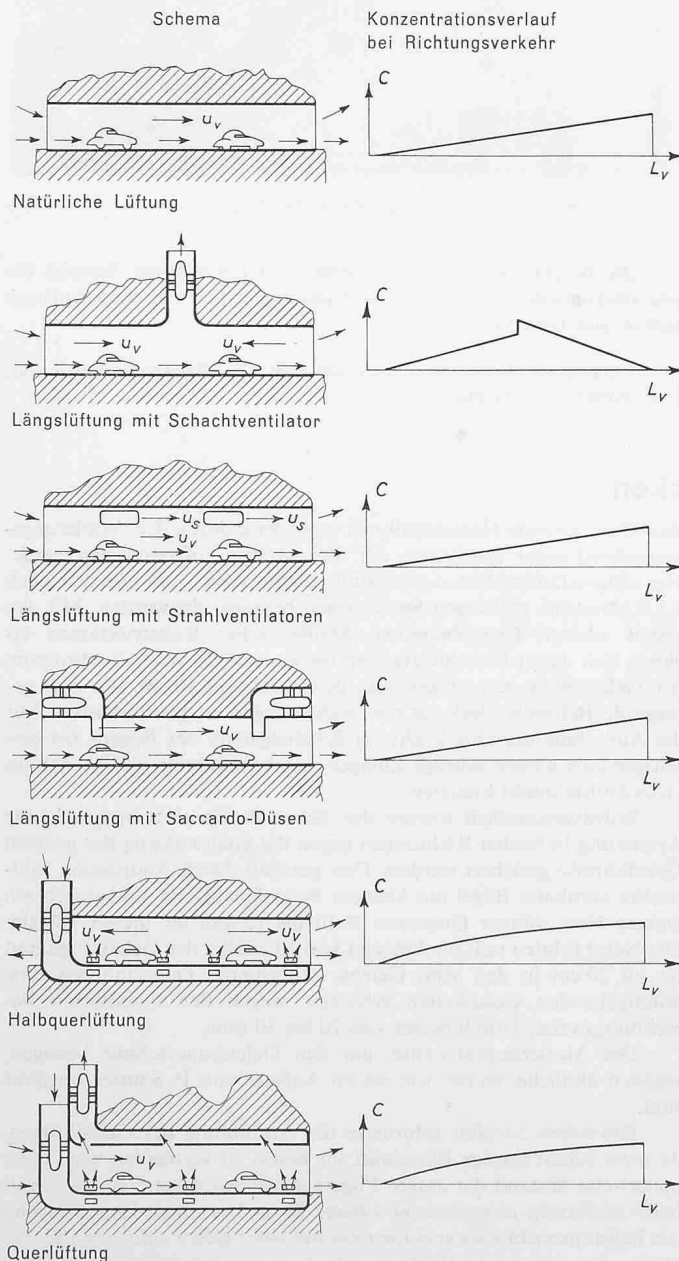 Schema
Konzentrationsverlauf
bei Richtungsverkehr
u_v
C
L_v
Natürliche Lüftung
u_v u_v
C
L_v
Längslüftung mit Schachtventilator
u_s u_s
u_v
C
L_v
Längslüftung mit Strahlventilatoren
u_v
C
L_v
Längslüftung mit Saccardo-Düsen
u_v u_v
C
L_v
Halbquerlüftung
u_v
C
L_v
Querlüftung